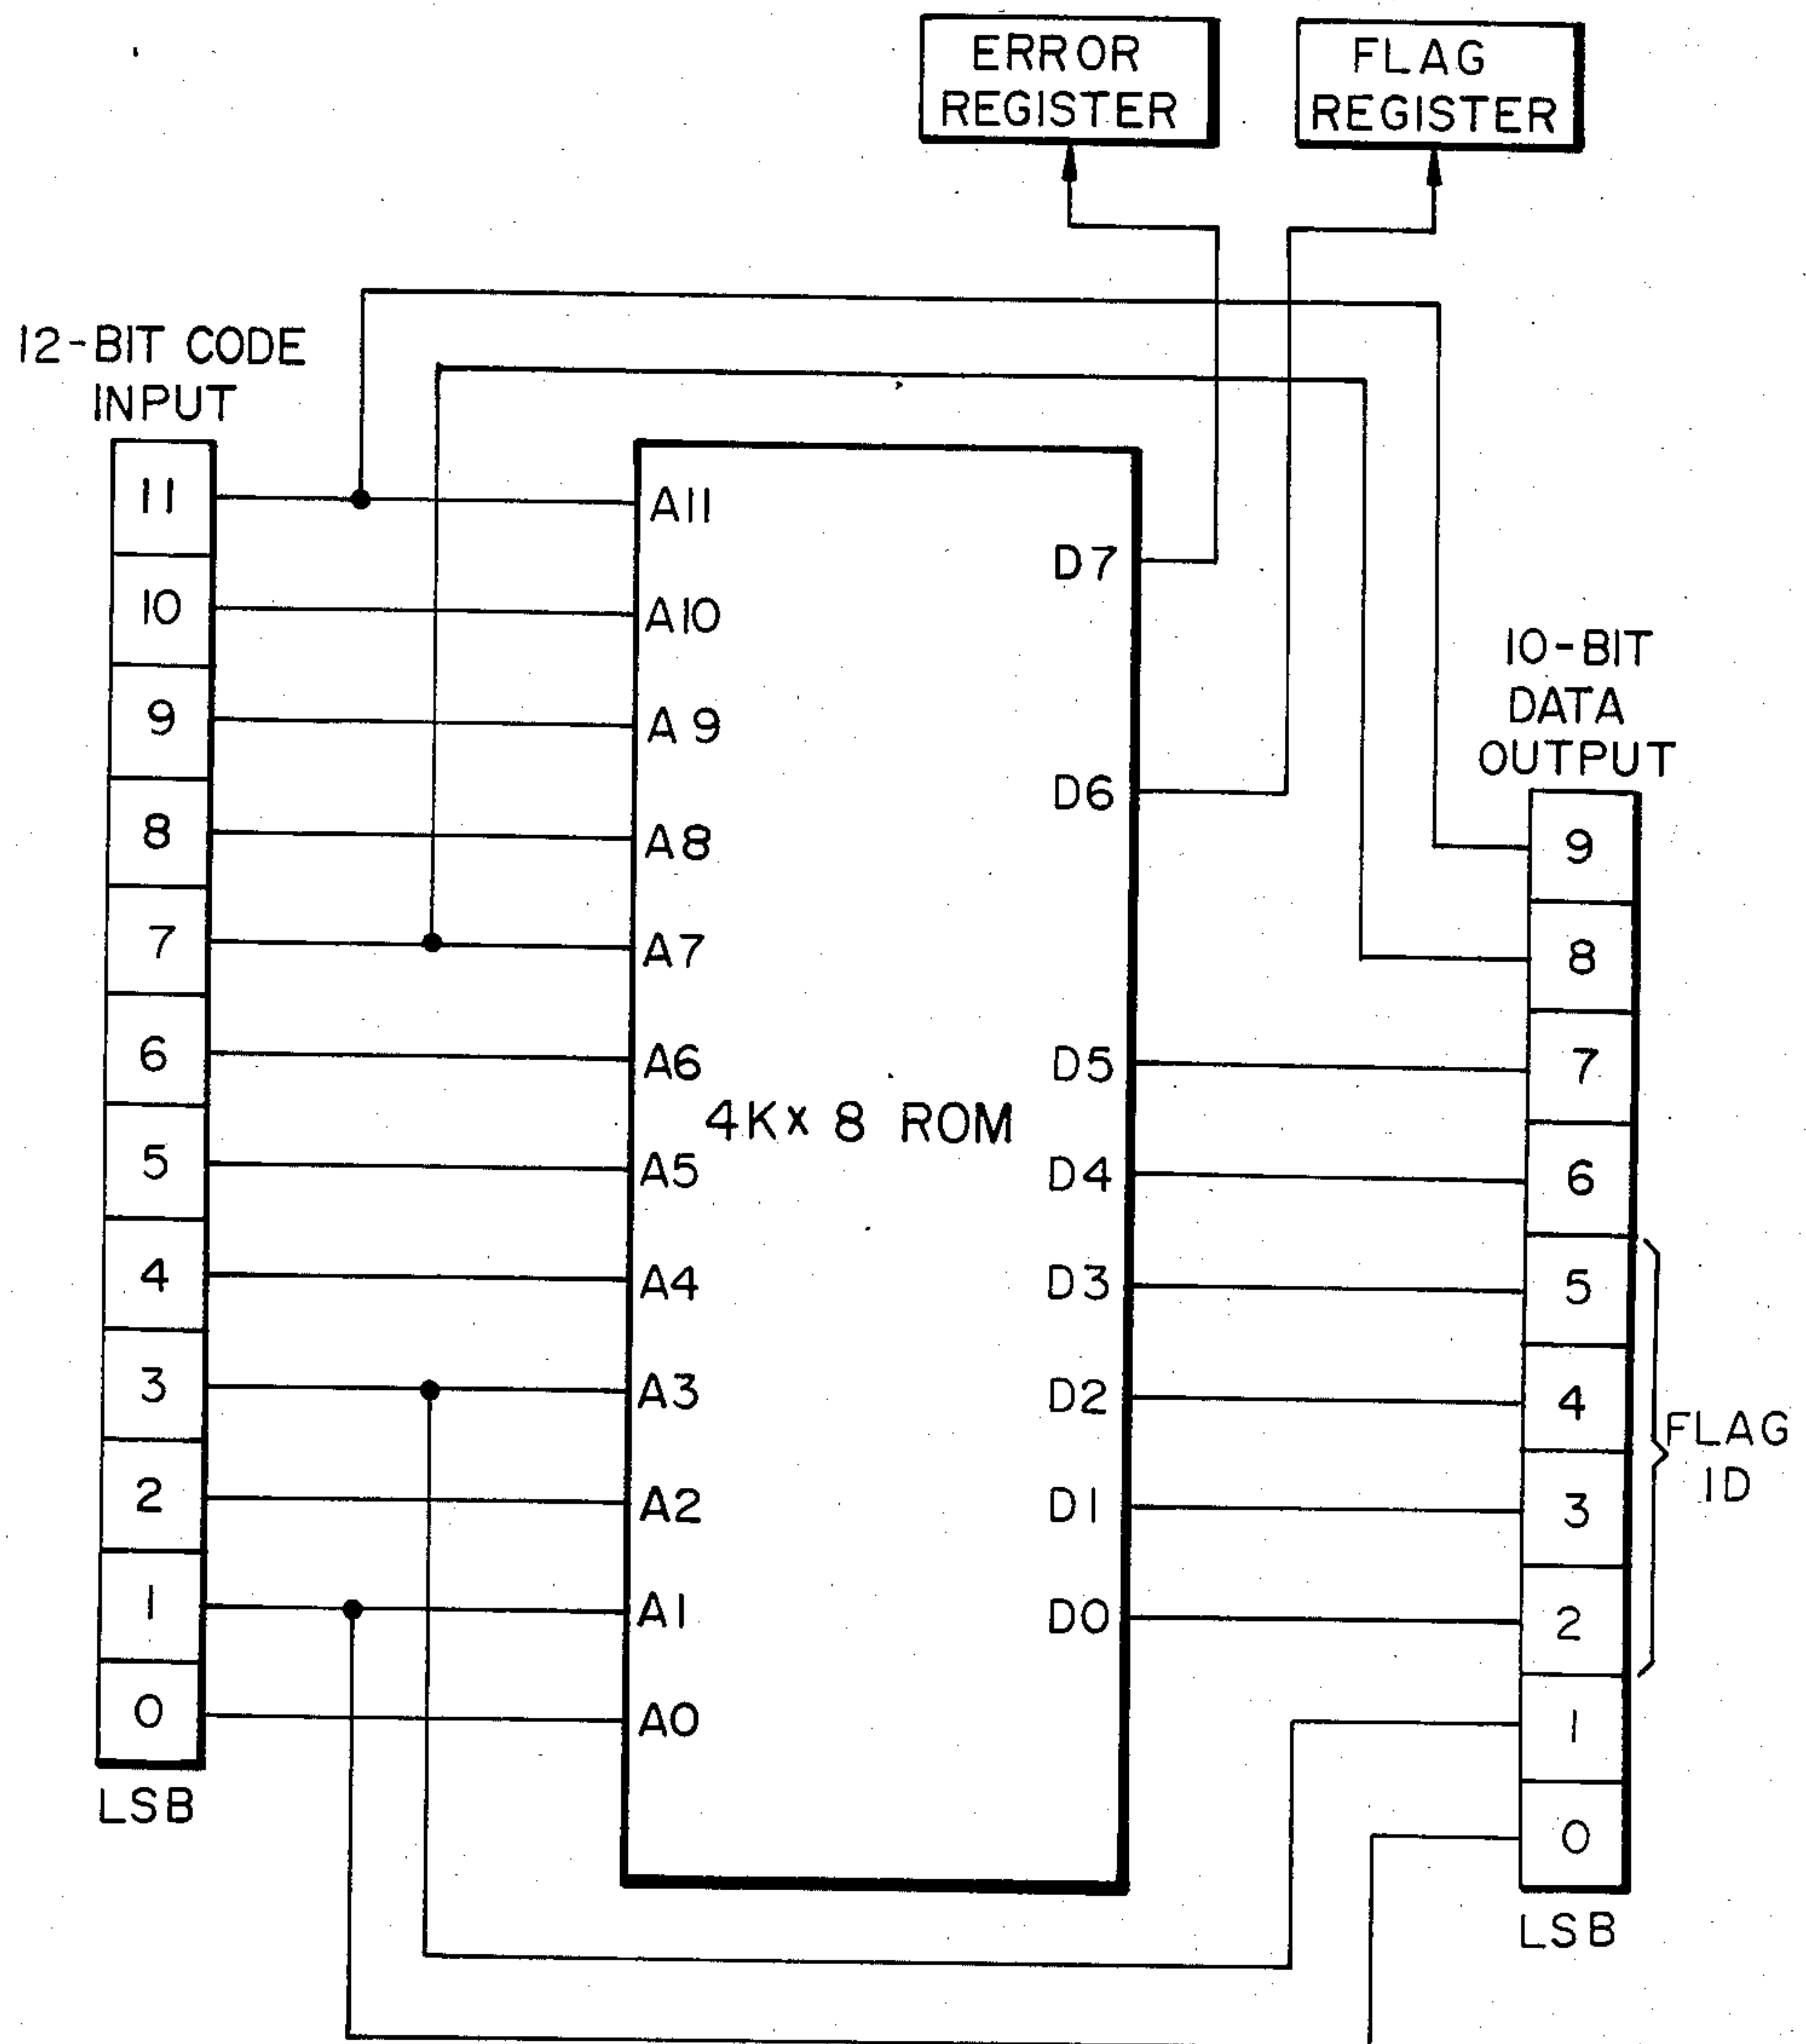 ERROR
REGISTER
FLAG
REGISTER
12-BIT CODE
INPUT
11
10
9
8
7
6
5
4
3
2
1
0
LSB
A11
A10
A9
A8
A7
A6
A5
A4
A3
A2
A1
A0
4K x 8 ROM
D7
D6
D5
D4
D3
D2
D1
D0
10-BIT
DATA
OUTPUT
9
8
7
6
5
4
3
2
1
0
LSB
FLAG
ID